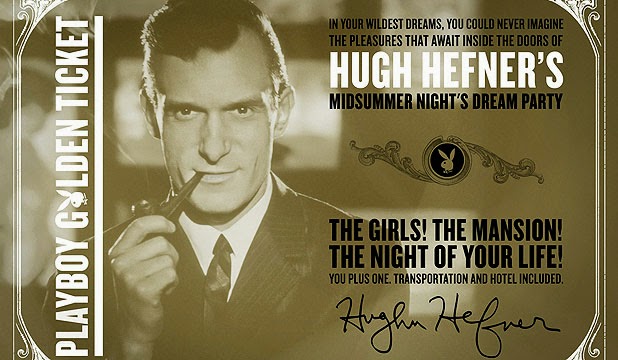 PLAYBOY GOLDEN TICKET
IN YOUR WILDEST DREAMS, YOU COULD NEVER IMAGINE
THE PLEASURES THAT AWAIT INSIDE THE DOORS OF
HUGH HEFNER'S
MIDSUMMER NIGHT'S DREAM PARTY
THE GIRLS! THE MANSION!
THE NIGHT OF YOUR LIFE!
YOU PLUS ONE. TRANSPORTATION AND HOTEL INCLUDED.
Hugh Hefner